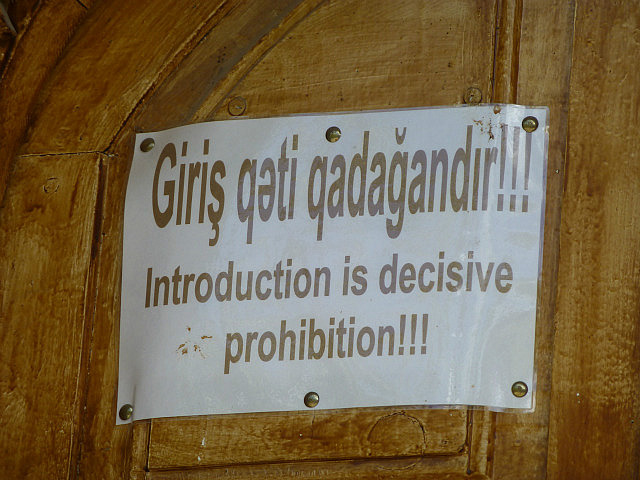 Giriş qəti qadağandır!!!
Introduction is decisive
prohibition!!!